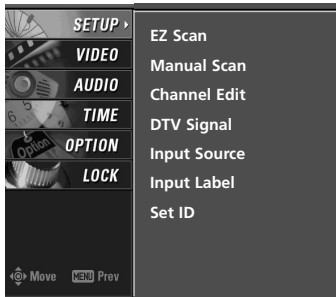 SETUP
VIDEO
AUDIO
TIME
OPTION
LOCK
Move MENU Prev
EZ Scan
Manual Scan
Channel Edit
DTV Signal
Input Source
Input Label
Set ID